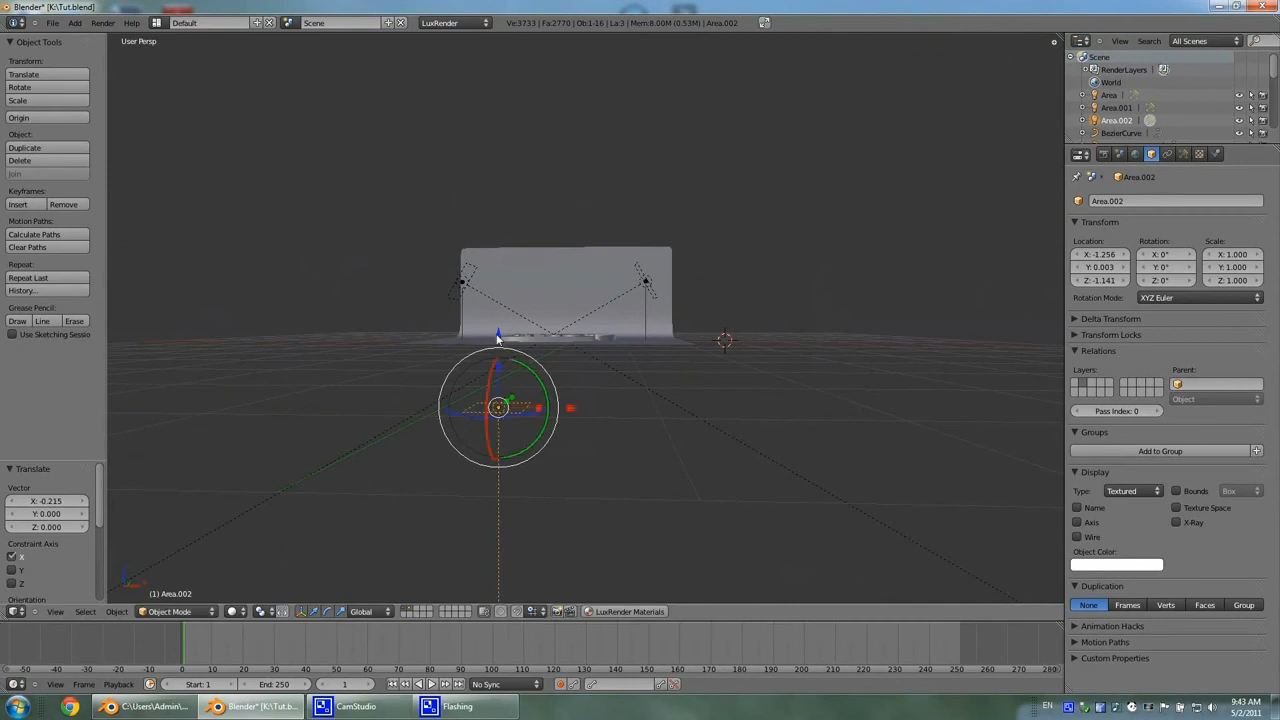 Blender* [K:\Tut.blend]
File Add Render Help Default Scene LuxRender Ve:3733 | Fa:2770 | Ob:1-16 | La:3 | Mem:8.00M (0.53M) | Area.002
Object Tools
Transform:
Translate
Rotate
Scale
Origin
Object:
Duplicate
Delete
Join
Keyframes:
Insert Remove
Motion Paths:
Calculate Paths
Clear Paths
Repeat:
Repeat Last
History...
Grease Pencil:
Draw Line Erase
Use Sketching Sessio
Translate
Vector
X: -0.215
Y: 0.000
Z: 0.000
Constraint Axis
X
Y
Z
Orientation
User Persp
(1) Area.002
View Select Object Object Mode Global LuxRender Materials
-50 -40 -30 -20 -10 0 10 20 30 40 50 60 70 80 90 100 110 120 130 140 150 160 170 180 190 200 210 220 230 240 250 260 270 280
View Frame Playback Start: 1 End: 250 1 No Sync
View Search All Scenes
Scene
RenderLayers
World
Area
Area.001
Area.002
BezierCurve
Area.002
Area.002
Transform
Location: Rotation: Scale:
X: -1.256 X: 0° X: 1.000
Y: 0.003 Y: 0° Y: 1.000
Z: -1.141 Z: 0° Z: 1.000
Rotation Mode: XYZ Euler
Delta Transform
Transform Locks
Relations
Layers: Parent:
Object
Pass Index: 0
Groups
Add to Group
Display
Type: Textured Bounds Box
Name Texture Space
Axis X-Ray
Wire
Object Color:
Duplication
None Frames Verts Faces Group
Animation Hacks
Motion Paths
Custom Properties
C:\Users\Admin\... Blender* [K:\Tut.b... CamStudio Flashing EN 9:43 AM
5/2/2011